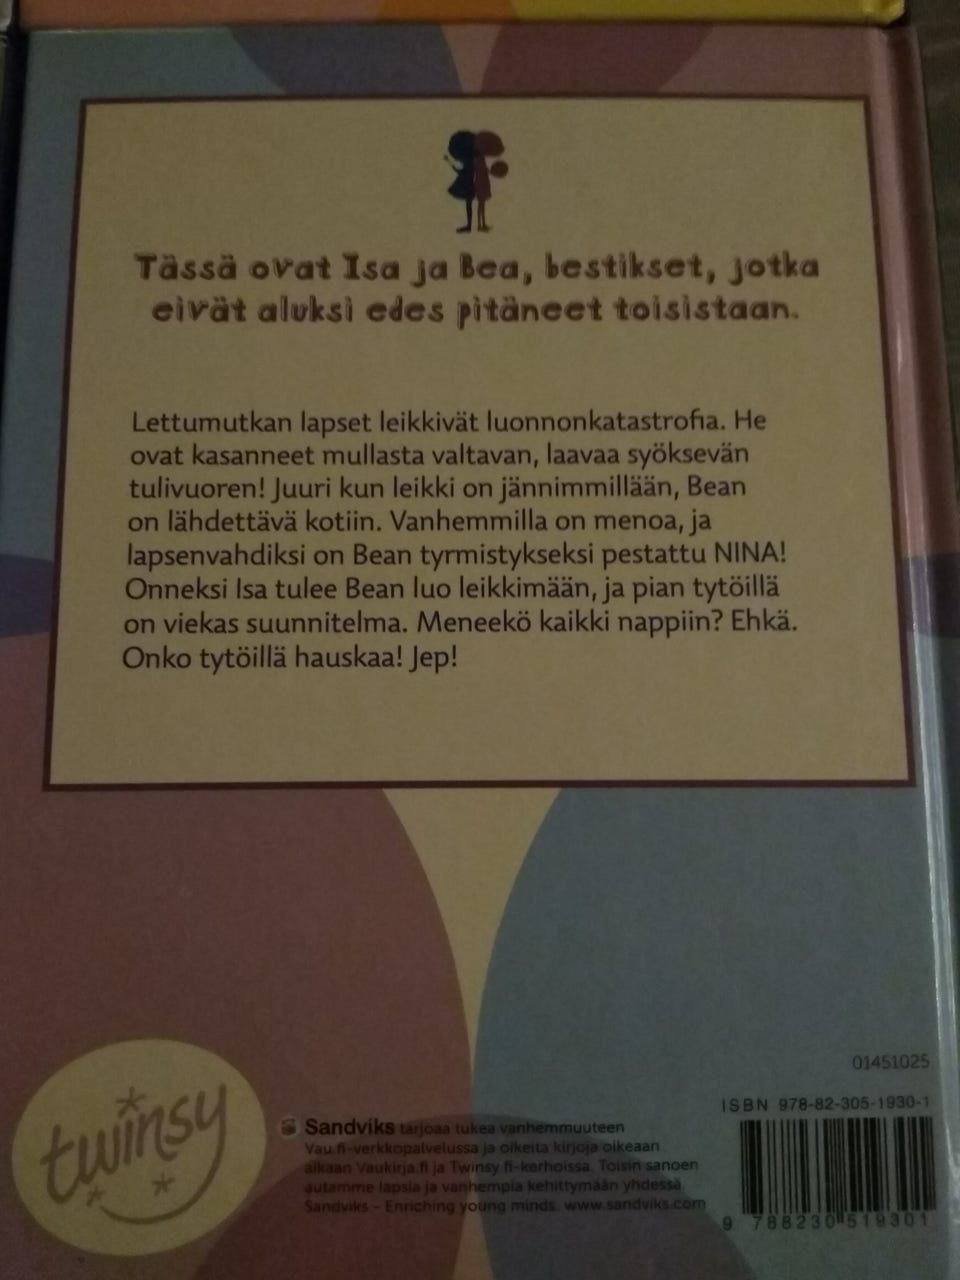 Tässä ovat Isa ja Bea, bestikset, jotka
eivät aluksi edes pitäneet toisistaan.
Lettumutkan lapset leikkivät luonnonkatastrofia. He
ovat kasanneet mullasta valtavan, laavaa syöksevän
tulivuoren! Juuri kun leikki on jännimmillään, Bean
on lähdettävä kotiin. Vanhemmilla on menoa, ja
lapsenvahdiksi on Bean tyrmistykseksi pestattu NINA!
Onneksi Isa tulee Bean luo leikkimään, ja pian tytöillä
on viekas suunnitelma. Meneekö kaikki nappiin? Ehkä.
Onko tytöillä hauskaa! Jep!
twinsy
Sandviks tarjoaa tukea vanhemmuuteen
Vau.fi-verkkopalvelussa ja oikeita kirjoja oikeaan
aikaan Vaukirja.fi ja Twinsy.fi-kerhoissa. Toisin sanoen
autamme lapsia ja vanhempia kehittymään yhdessä.
Sandviks – Enriching young minds. www.sandviks.com
01451025
ISBN 978-82-305-1930-1
9 788230 519301